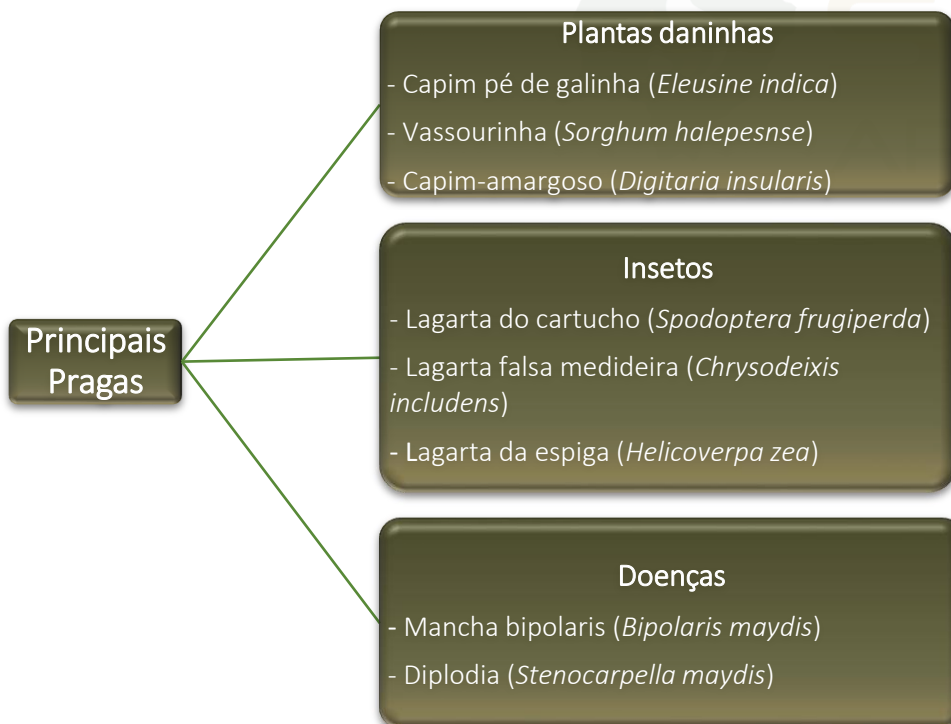 Plantas daninhas
- Capim pé de galinha (Eleusine indica)
- Vassourinha (Sorghum halepesnse)
- Capim-amargoso (Digitaria insularis)
Principais
Pragas
Insetos
- Lagarta do cartucho (Spodoptera frugiperda)
- Lagarta falsa medideira (Chrysodeixis
includens)
- Lagarta da espiga (Helicoverpa zea)
Doenças
- Mancha bipolaris (Bipolaris maydis)
- Diplodia (Stenocarpella maydis)